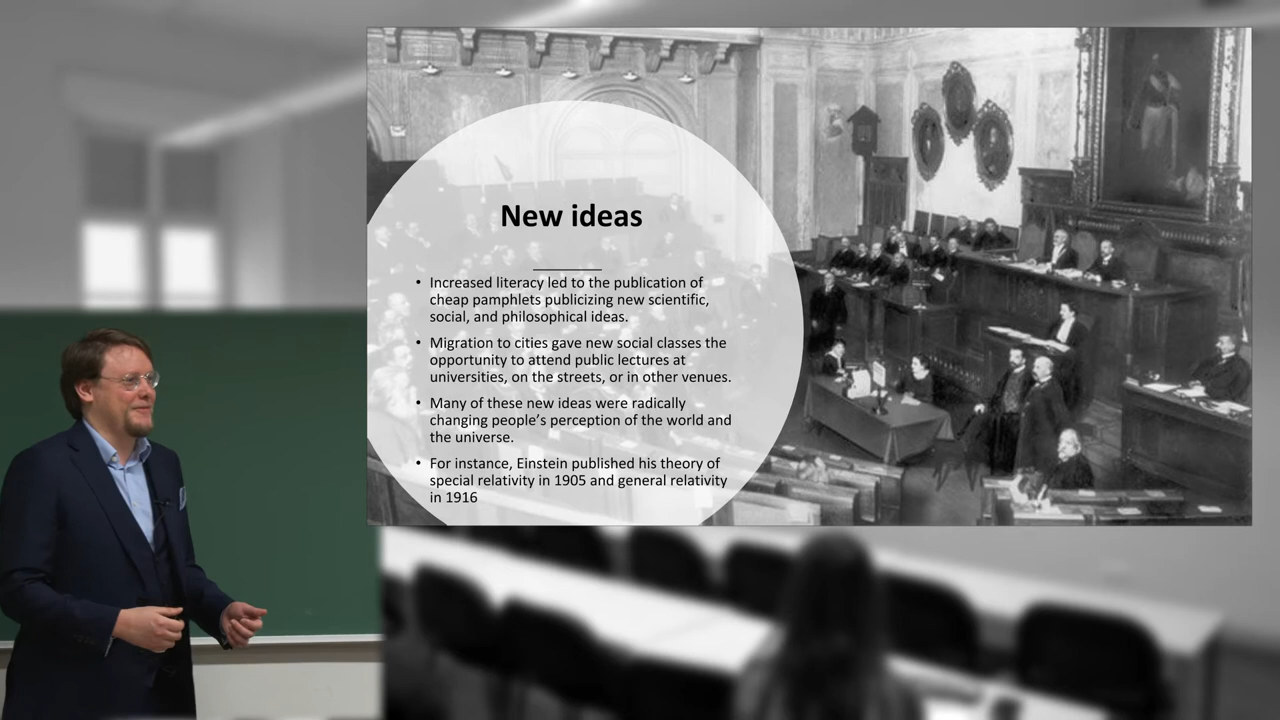 New ideas
• Increased literacy led to the publication of
cheap pamphlets publicizing new scientific,
social, and philosophical ideas.
• Migration to cities gave new social classes the
opportunity to attend public lectures at
universities, on the streets, or in other venues.
• Many of these new ideas were radically
changing people’s perception of the world and
the universe.
• For instance, Einstein published his theory of
special relativity in 1905 and general relativity
in 1916